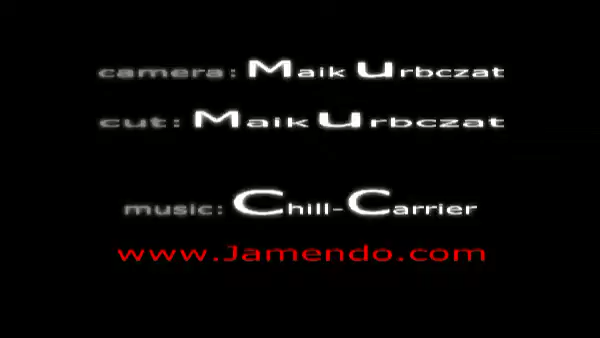 camera: Maik Urbczat
cut: Maik Urbczat
music: Chill-Carrier
www.Jamendo.com